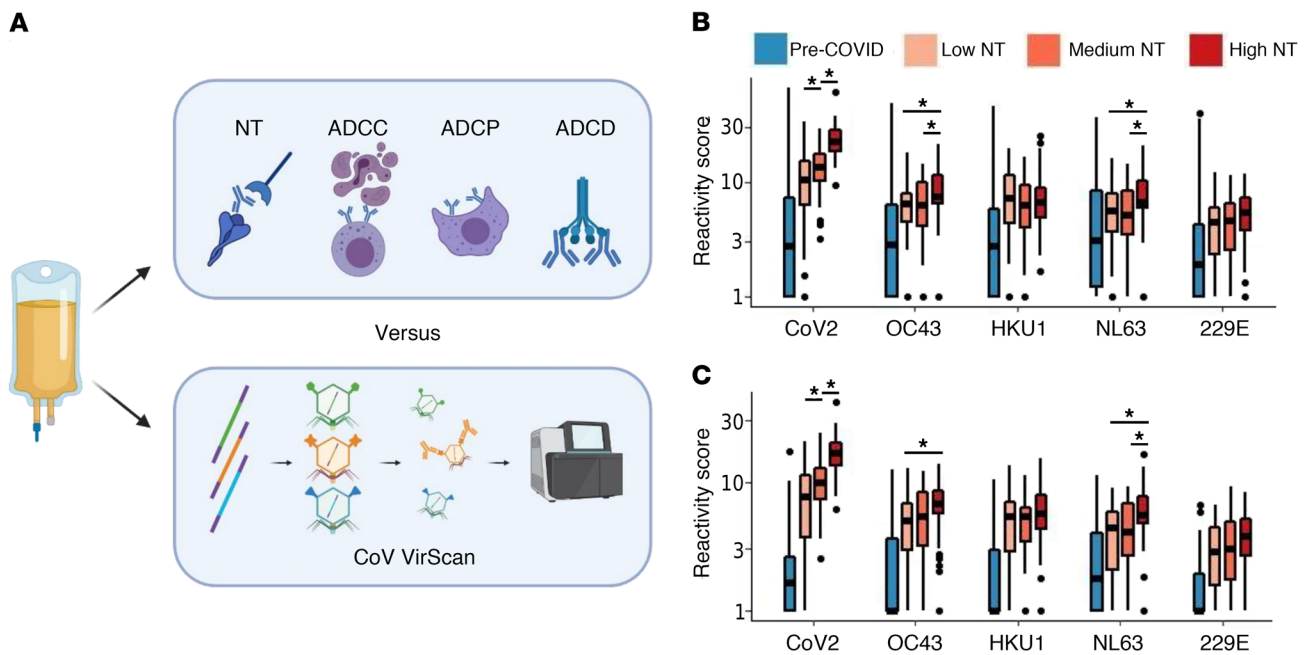 A
NT ADCC ADCP ADCD
Versus
CoV VirScan
B
Pre-COVID Low NT Medium NT High NT
Reactivity score
30
10
3
1
* * * * * *
CoV2 OC43 HKU1 NL63 229E
C
Reactivity score
30
10
3
1
* * * * *
CoV2 OC43 HKU1 NL63 229E